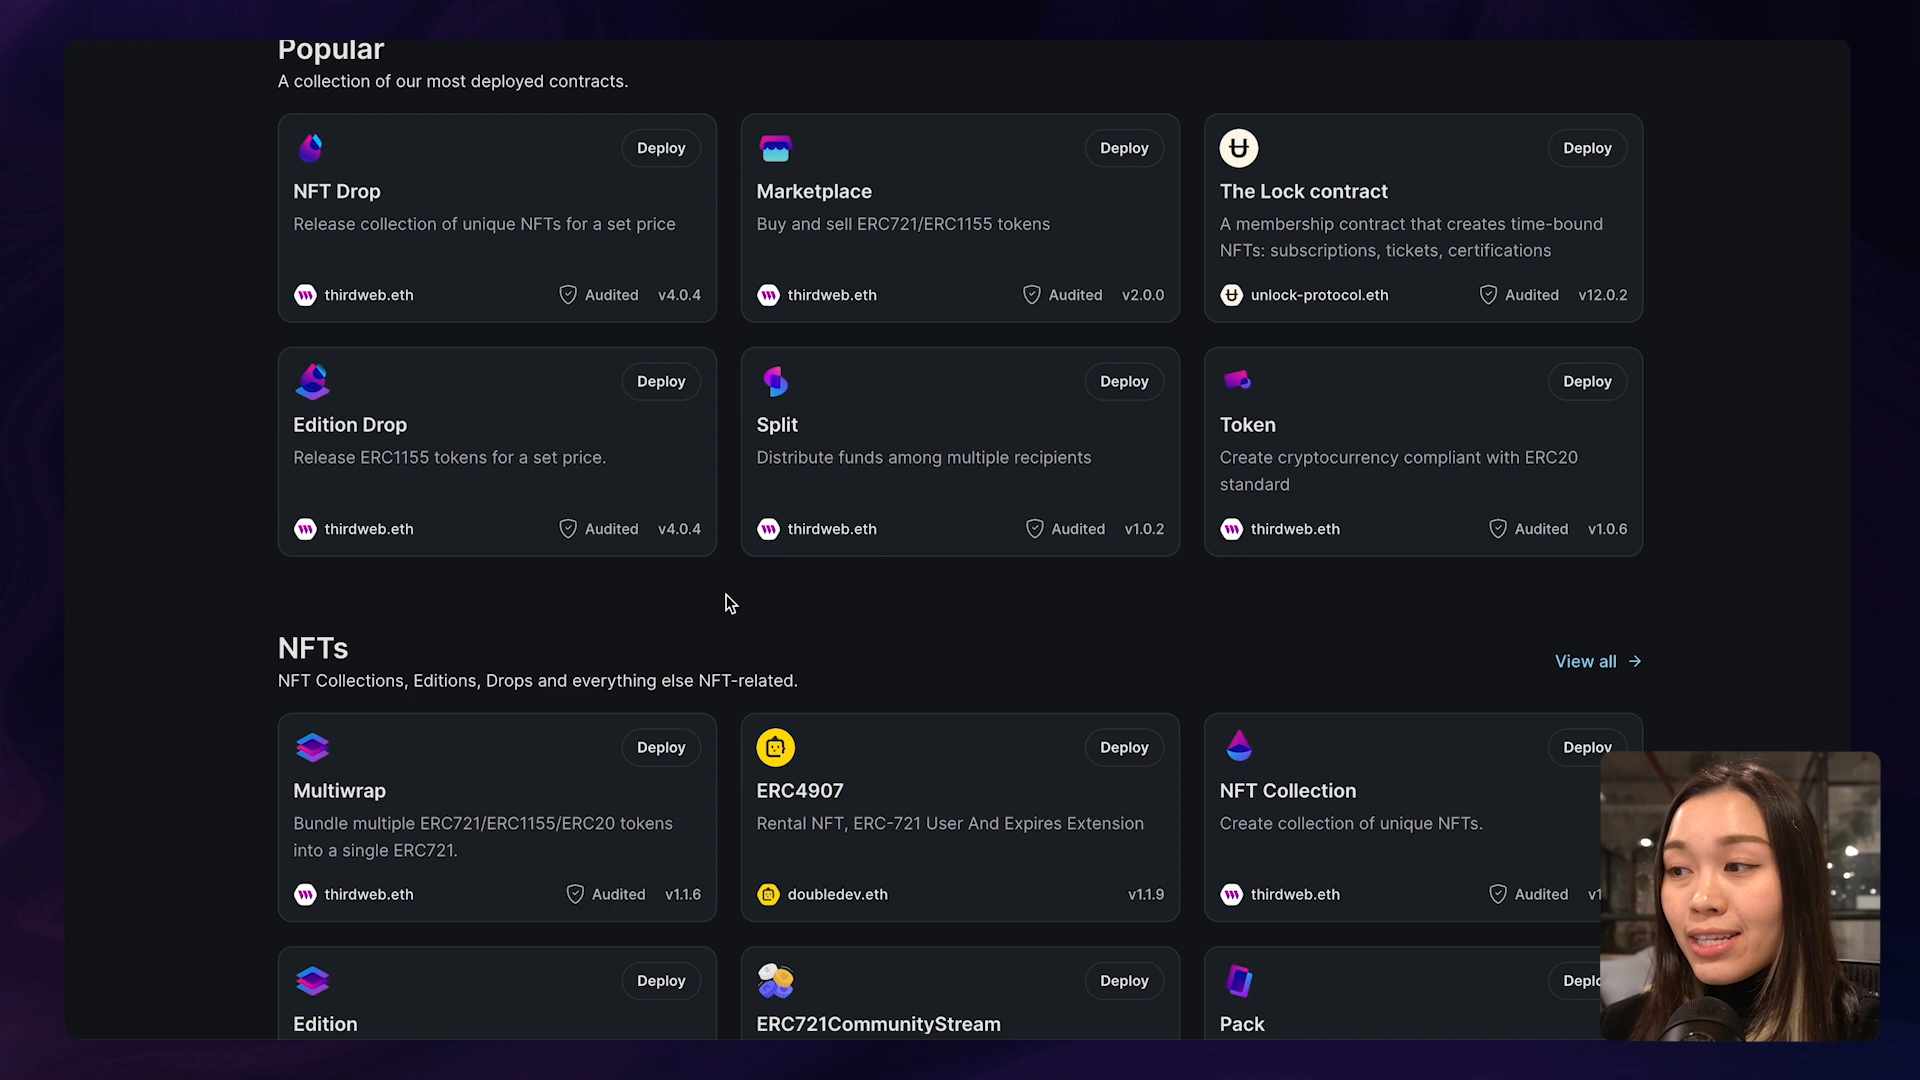 Popular
A collection of our most deployed contracts.
Deploy
NFT Drop
Release collection of unique NFTs for a set price
thirdweb.eth
Audited
v4.0.4
Deploy
Marketplace
Buy and sell ERC721/ERC1155 tokens
thirdweb.eth
Audited
v2.0.0
Deploy
The Lock contract
A membership contract that creates time-bound
NFTs: subscriptions, tickets, certifications
unlock-protocol.eth
Audited
v12.0.2
Deploy
Edition Drop
Release ERC1155 tokens for a set price.
thirdweb.eth
Audited
v4.0.4
Deploy
Split
Distribute funds among multiple recipients
thirdweb.eth
Audited
v1.0.2
Deploy
Token
Create cryptocurrency compliant with ERC20
standard
thirdweb.eth
Audited
v1.0.6
NFTs
NFT Collections, Editions, Drops and everything else NFT-related.
View all
Deploy
Multiwrap
Bundle multiple ERC721/ERC1155/ERC20 tokens
into a single ERC721.
thirdweb.eth
Audited
v1.1.6
Deploy
ERC4907
Rental NFT, ERC-721 User And Expires Extension
doubledev.eth
v1.1.9
Deploy
NFT Collection
Create collection of unique NFTs.
thirdweb.eth
Audited
Deploy
Edition
Deploy
ERC721CommunityStream
Pack